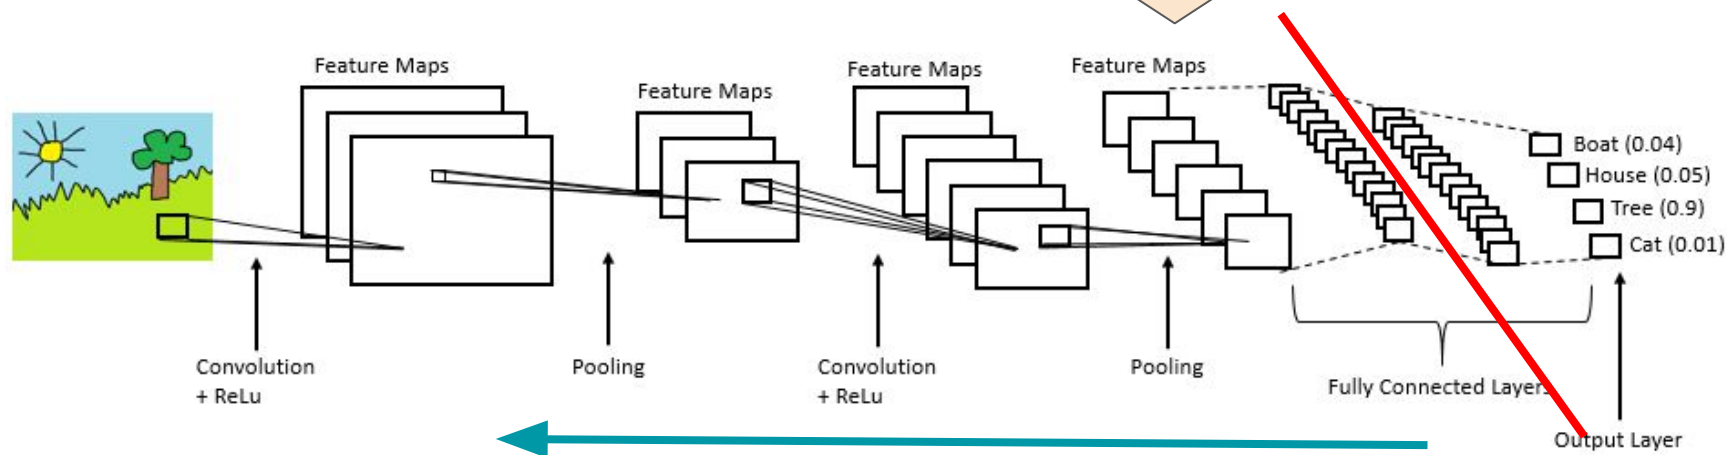 Feature Maps
Feature Maps
Feature Maps
Feature Maps
Boat (0.04)
House (0.05)
Tree (0.9)
Cat (0.01)
Convolution
+ ReLu
Pooling
Convolution
+ ReLu
Pooling
Fully Connected Layers
Output Layer